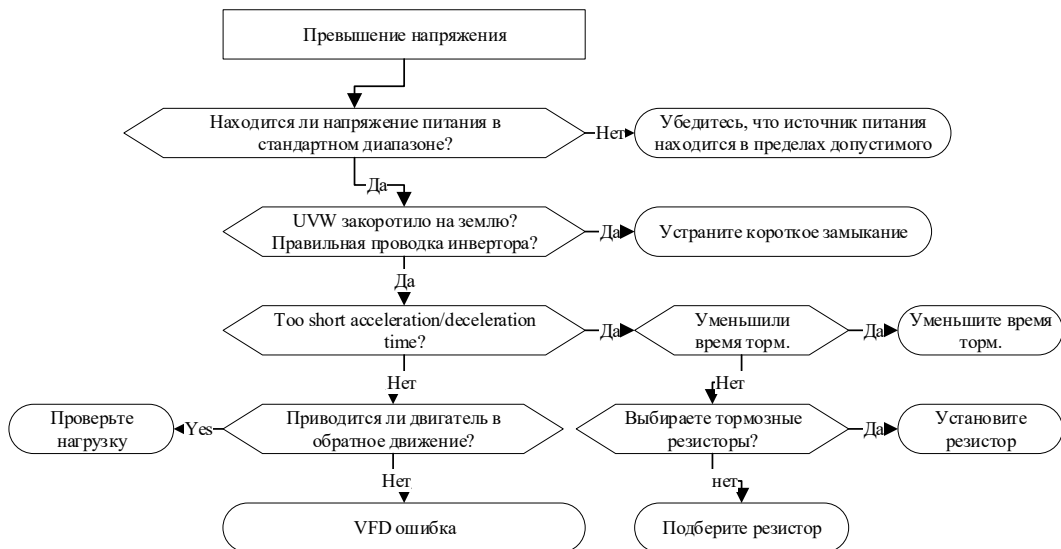 Превышение напряжения
Находится ли напряжение питания в
стандартном диапазоне?
Нет
Убедитесь, что источник питания
находится в пределах допустимого
Да
UVW закоротило на землю?
Правильная проводка инвертора?
Да
Устраните короткое замыкание
Да
Too short acceleration/deceleration
time?
Да
Уменьшили
время торм.
Да
Уменьшите время
торм.
Нет
Нет
Проверьте
нагрузку
Yes
Приводится ли двигатель в
обратное движение?
Выбираете тормозные
резисторы?
Да
Установите
резистор
Нет
нет
VFD ошибка
Подберите резистор